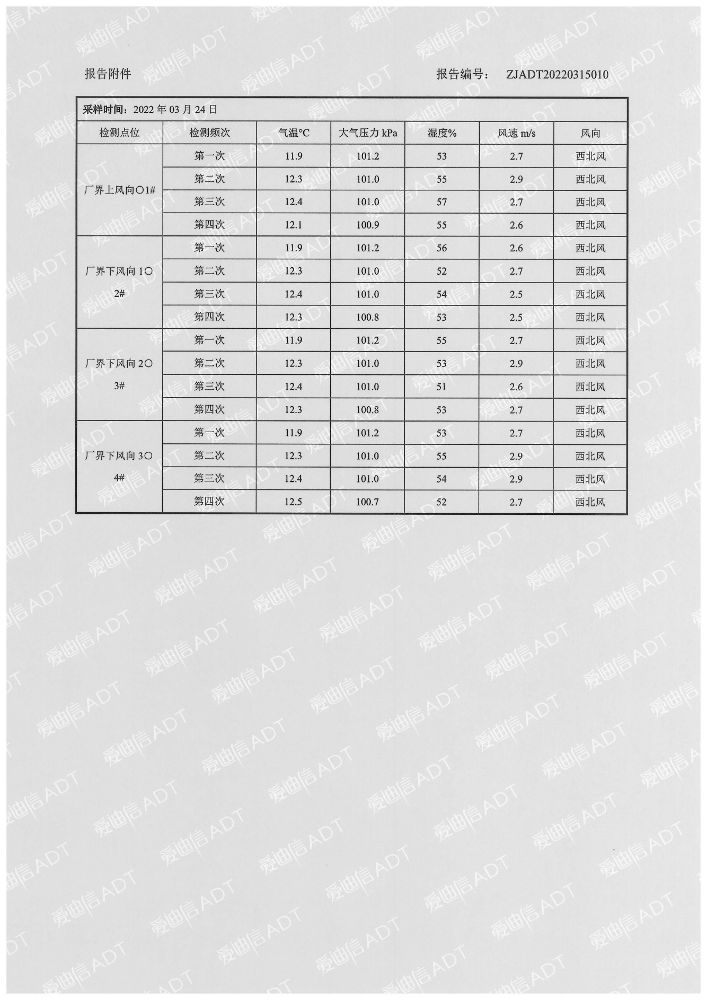 报告附件 报告编号： ZJADT20220315010
采样时间：2022 年 03 月 24 日
检测点位 检测频次 气温°C 大气压力 kPa 湿度% 风速 m/s 风向
厂界上风向〇1#
第一次 11.9 101.2 53 2.7 西北风
第二次 12.3 101.0 55 2.9 西北风
第三次 12.4 101.0 57 2.7 西北风
第四次 12.1 100.9 55 2.6 西北风
厂界下风向 1〇
2#
第一次 11.9 101.2 56 2.6 西北风
第二次 12.3 101.0 52 2.7 西北风
第三次 12.4 101.0 54 2.5 西北风
第四次 12.3 100.8 53 2.5 西北风
厂界下风向 2〇
3#
第一次 11.9 101.2 55 2.7 西北风
第二次 12.3 101.0 53 2.9 西北风
第三次 12.4 101.0 51 2.6 西北风
第四次 12.3 100.8 53 2.7 西北风
厂界下风向 3〇
4#
第一次 11.9 101.2 53 2.7 西北风
第二次 12.3 101.0 55 2.9 西北风
第三次 12.4 101.0 54 2.9 西北风
第四次 12.5 100.7 52 2.7 西北风
爱迪信 ADT